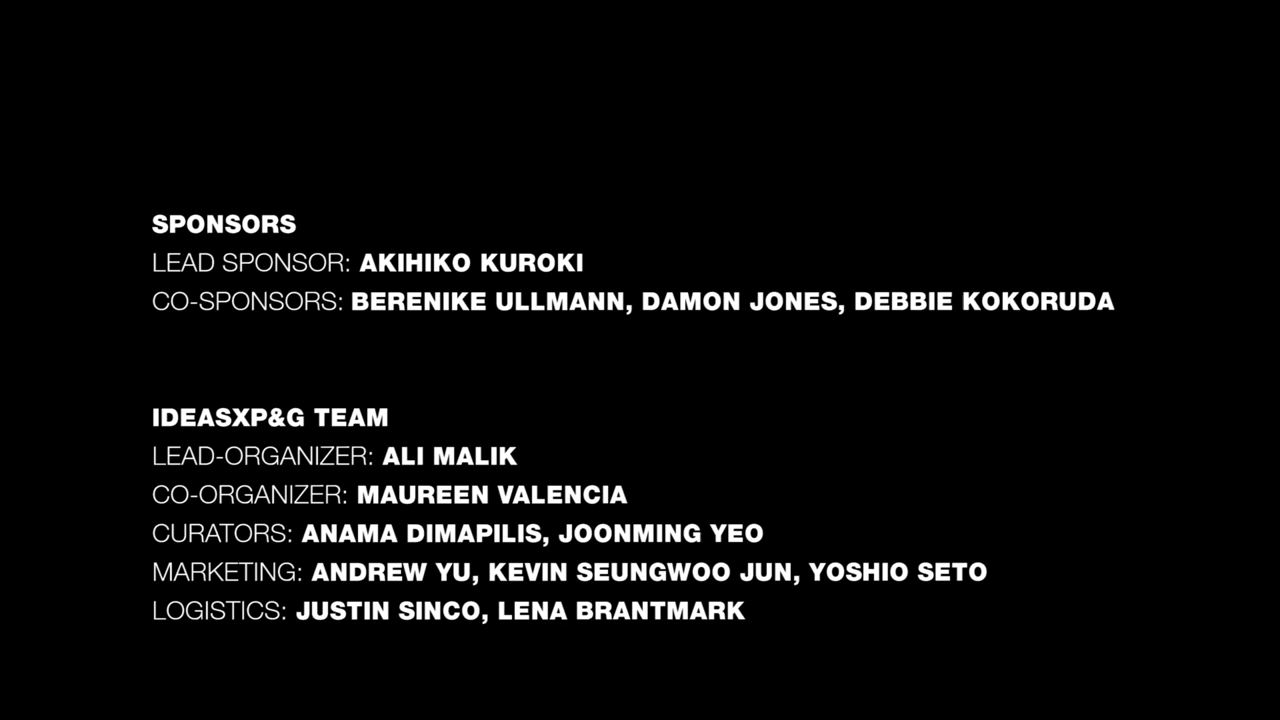 SPONSORS
LEAD SPONSOR: AKIHIKO KUROKI
CO-SPONSORS: BERENIKE ULLMANN, DAMON JONES, DEBBIE KOKORUDA
IDEASXP&G TEAM
LEAD-ORGANIZER: ALI MALIK
CO-ORGANIZER: MAUREEN VALENCIA
CURATORS: ANAMA DIMAPILIS, JOONMING YEO
MARKETING: ANDREW YU, KEVIN SEUNGWOO JUN, YOSHIO SETO
LOGISTICS: JUSTIN SINCO, LENA BRANTMARK